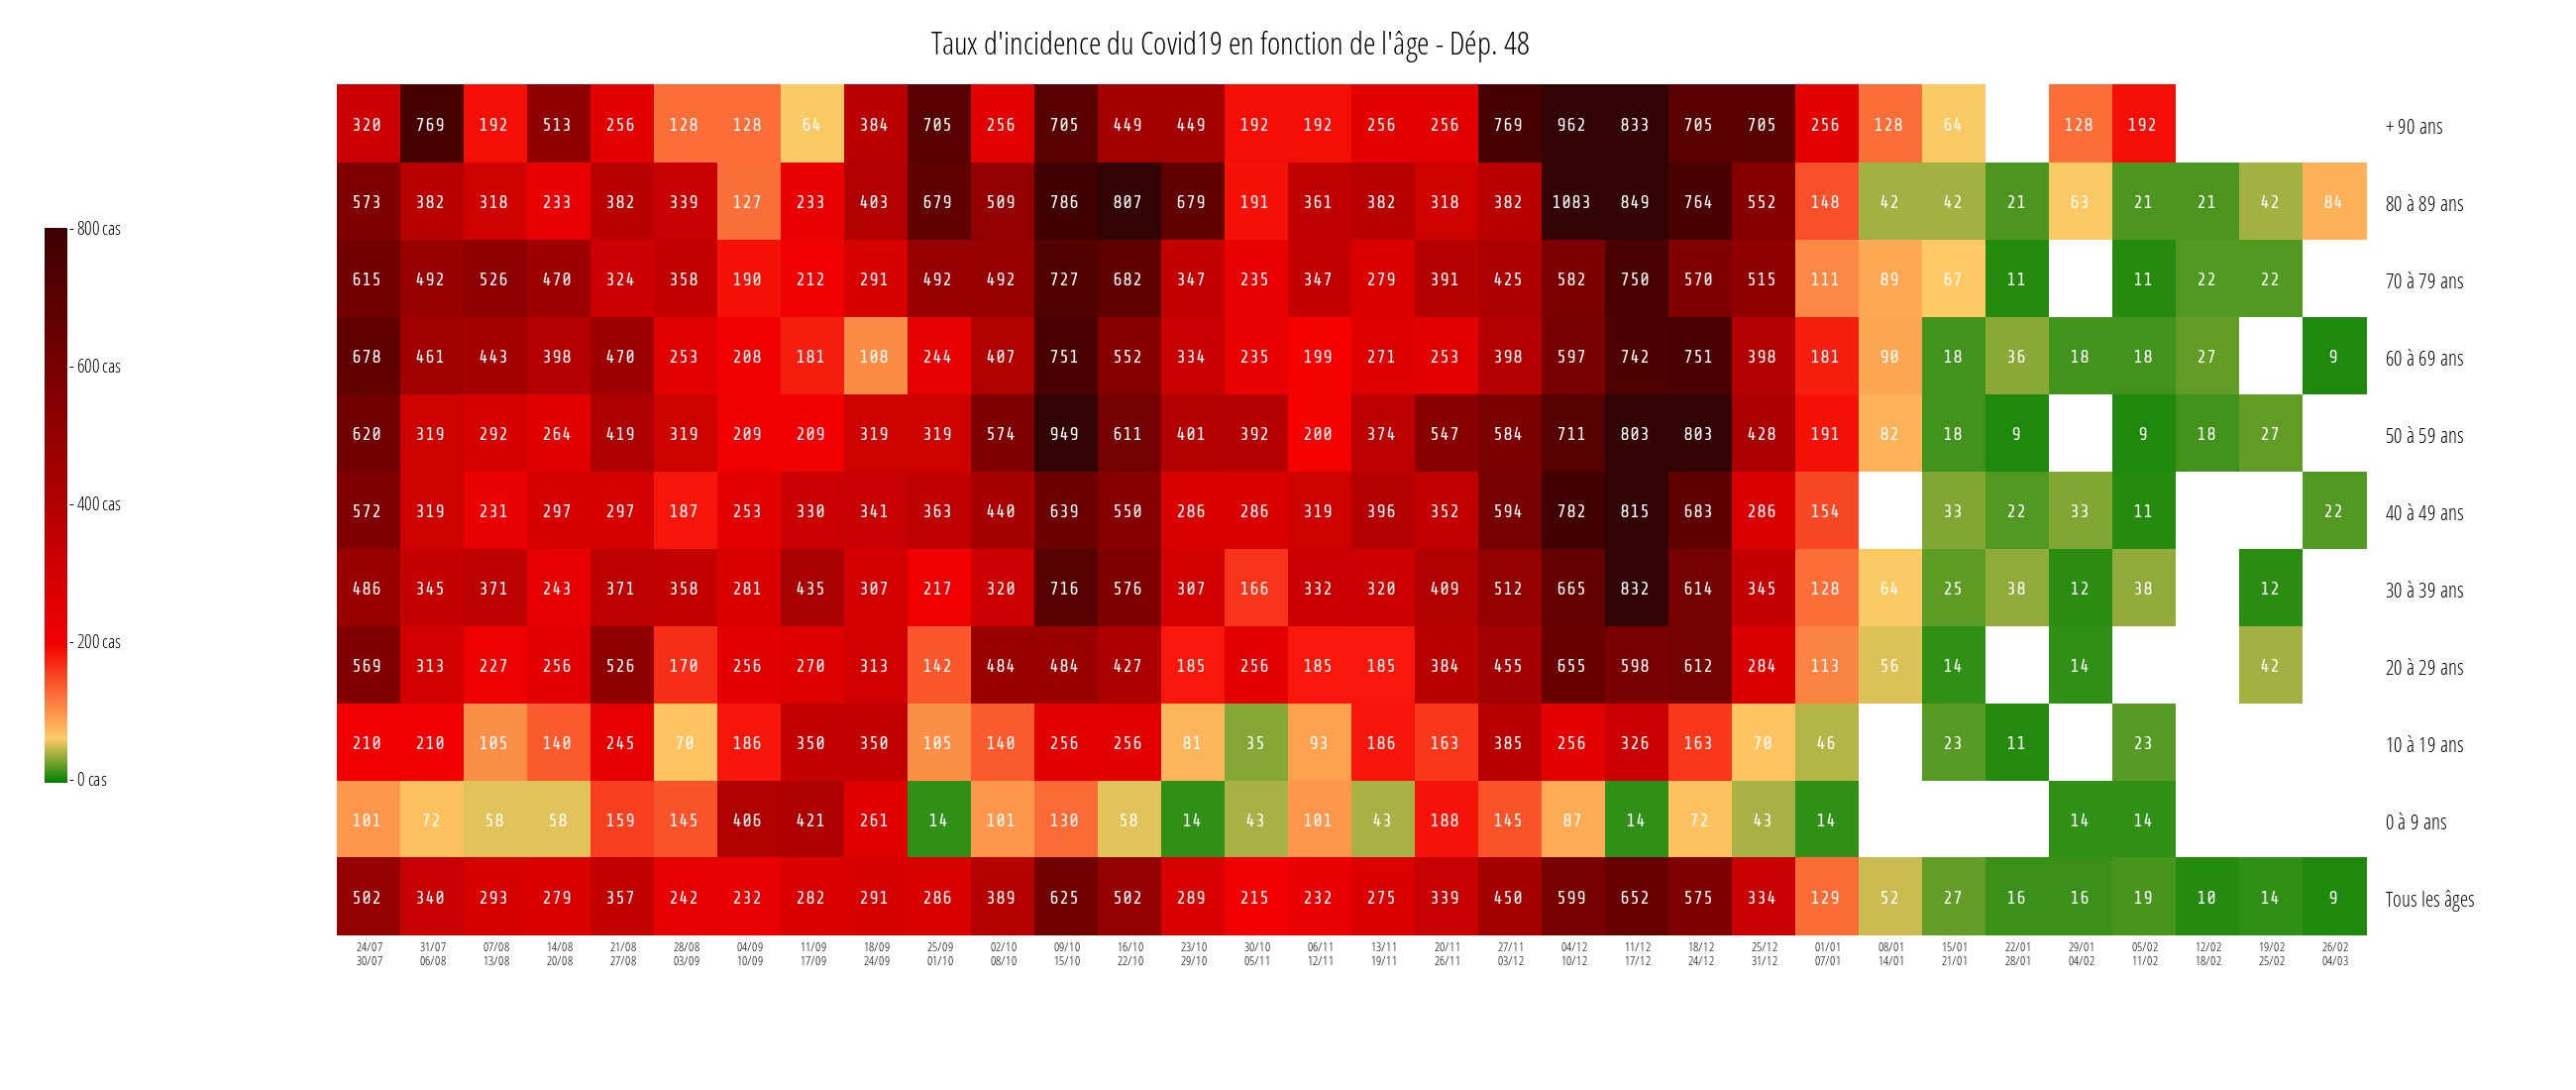 Taux d'incidence du Covid19 en fonction de l'âge - Dép. 48
- 800 cas
- 600 cas
- 400 cas
- 200 cas
- 0 cas
320 769 192 513 256 128 128 64 384 705 256 705 449 449 192 192 256 256 769 962 833 705 705 256 128 64 128 192 + 90 ans
573 382 318 233 382 339 127 233 403 679 509 786 807 679 191 361 382 318 382 1083 849 764 552 148 42 42 21 63 21 21 42 84 80 à 89 ans
615 492 526 470 324 358 190 212 291 492 492 727 682 347 235 347 279 391 425 582 750 570 515 111 89 67 11 11 22 22 70 à 79 ans
678 461 443 398 470 253 208 181 108 244 407 751 552 334 235 199 271 253 398 597 742 751 398 181 90 18 36 18 18 27 9 60 à 69 ans
620 319 292 264 419 319 209 209 319 319 574 949 611 401 392 200 374 547 584 711 803 803 428 191 82 18 9 9 18 27 50 à 59 ans
572 319 231 297 297 187 253 330 341 363 440 639 550 286 286 319 396 352 594 782 815 683 286 154 33 22 33 11 22 40 à 49 ans
486 345 371 243 371 358 281 435 307 217 320 716 576 307 166 332 320 409 512 665 832 614 345 128 64 25 38 12 38 12 30 à 39 ans
569 313 227 256 526 170 256 270 313 142 484 484 427 185 256 185 185 384 455 655 598 612 284 113 56 14 14 42 20 à 29 ans
210 210 105 140 245 70 186 350 350 105 140 256 256 81 35 93 186 163 385 256 326 163 70 46 23 11 23 10 à 19 ans
101 72 58 58 159 145 406 421 261 14 101 130 58 14 43 101 43 188 145 87 14 72 43 14 14 14 0 à 9 ans
502 340 293 279 357 242 232 282 291 286 389 625 502 289 215 232 275 339 450 599 652 575 334 129 52 27 16 16 19 10 14 9 Tous les âges
24/07 31/07 07/08 14/08 21/08 28/08 04/09 11/09 18/09 25/09 02/10 09/10 16/10 23/10 30/10 06/11 13/11 20/11 27/11 04/12 11/12 18/12 25/12 01/01 08/01 15/01 22/01 29/01 05/02 12/02 19/02 26/02
30/07 06/08 13/08 20/08 27/08 03/09 10/09 17/09 24/09 01/10 08/10 15/10 22/10 29/10 05/11 12/11 19/11 26/11 03/12 10/12 17/12 24/12 31/12 07/01 14/01 21/01 28/01 04/02 11/02 18/02 25/02 04/03